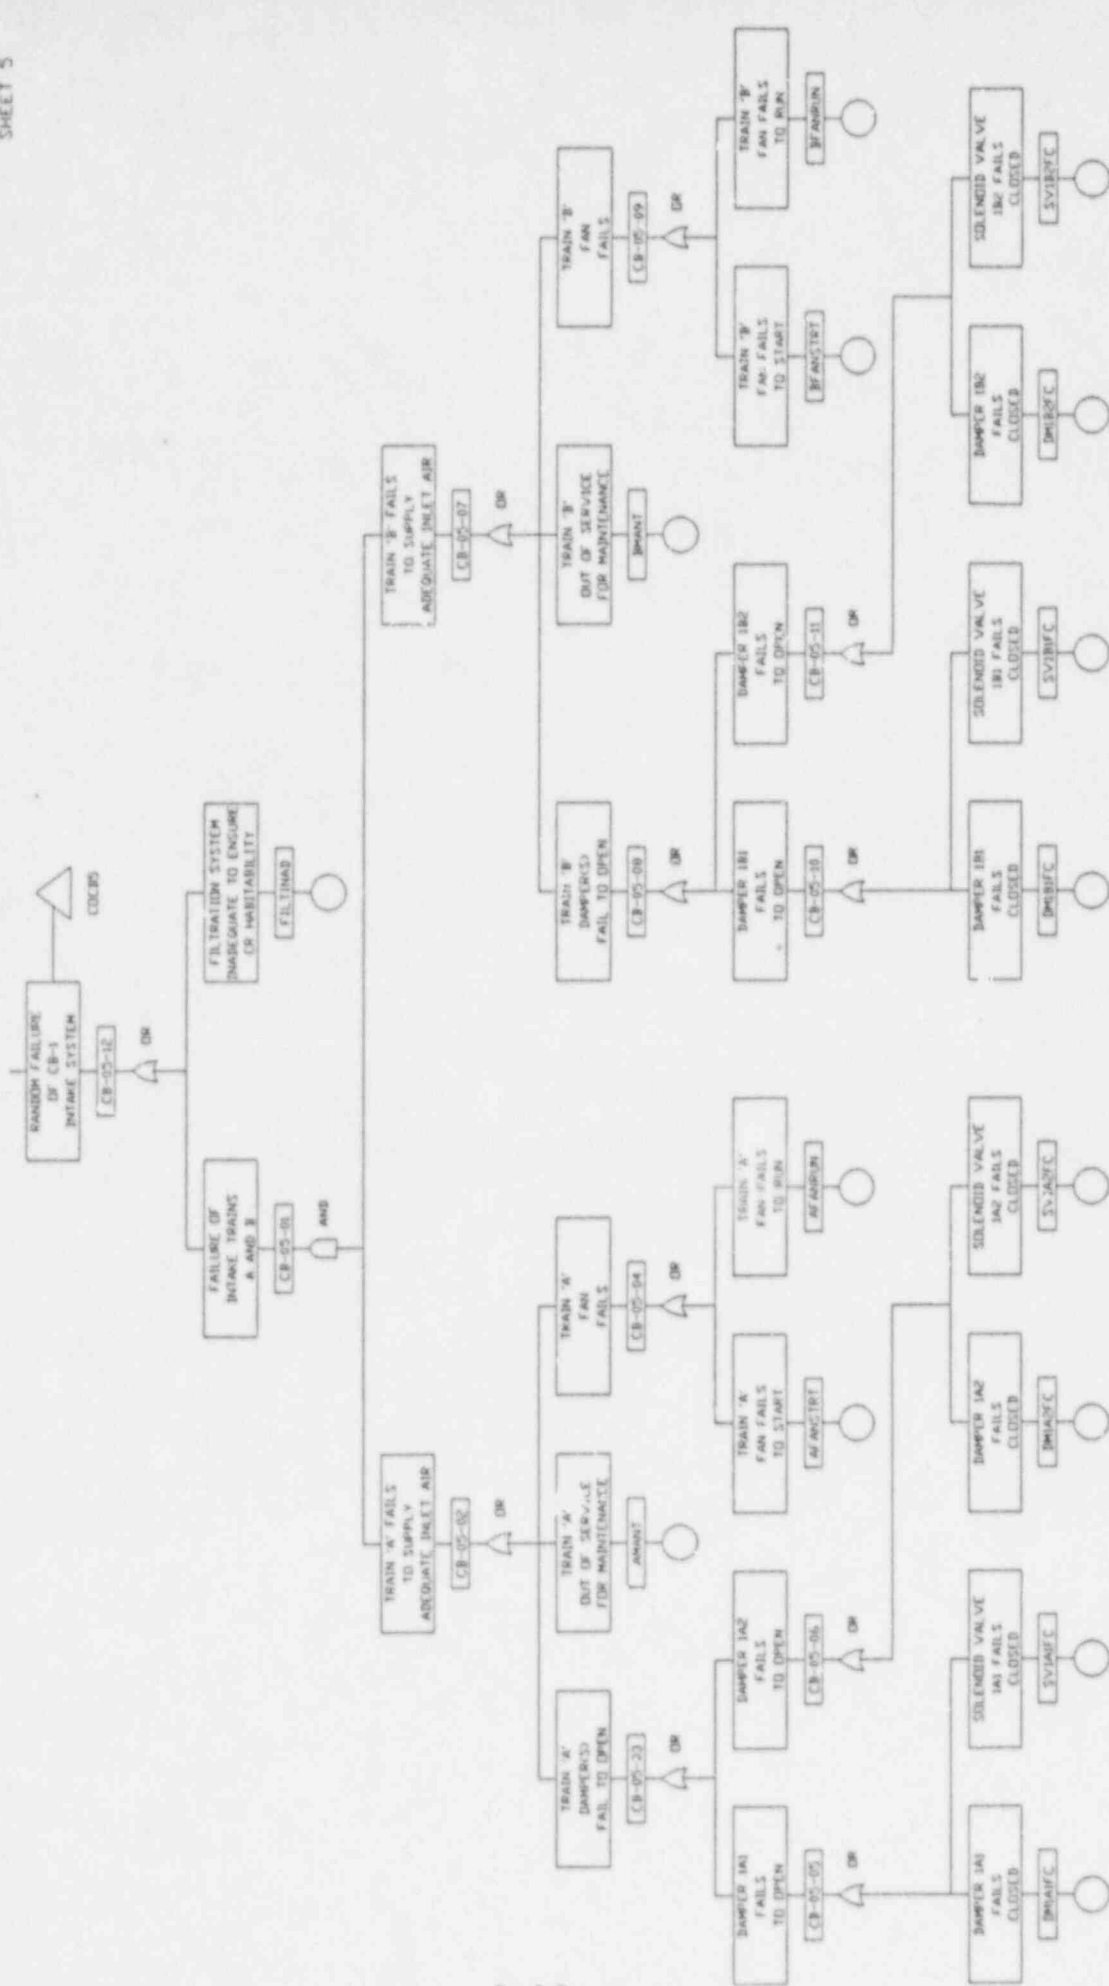 SHEET 5
RANDOM FAILURE
OF CB-1
INTAKE SYSTEM
COCB5
CB-05-12
OR
FAILURE OF
INTAKE TRAINS
A AND B
CB-05-01
AND
FILTRATION SYSTEM
INADEQUATE TO ENSURE
CR HABITABILITY
FILTINAD
TRAIN 'A' FAILS
TO SUPPLY
ADEQUATE INLET AIR
CB-05-02
OR
TRAIN 'B' FAILS
TO SUPPLY
ADEQUATE INLET AIR
CB-05-07
OR
TRAIN 'A'
DAMPER(S)
FAIL TO OPEN
CB-05-23
OR
TRAIN 'A'
OUT OF SERVICE
FOR MAINTENANCE
AMANT
TRAIN 'A'
FAN
FAILS
CB-05-04
OR
TRAIN 'B'
DAMPER(S)
FAIL TO OPEN
CB-05-08
OR
TRAIN 'B'
OUT OF SERVICE
FOR MAINTENANCE
BMANT
TRAIN 'B'
FAN
FAILS
CB-05-09
OR
DAMPER 1A1
FAILS
TO OPEN
CB-05-05
OR
DAMPER 1A2
FAILS
TO OPEN
CB-05-06
OR
TRAIN 'A'
FAN FAILS
TO START
AFANSTRT
TRAIN 'A'
FAN FAILS
TO RUN
AFANRUN
DAMPER 1B1
FAILS
TO OPEN
CB-05-10
OR
DAMPER 1B2
FAILS
TO OPEN
CB-05-11
OR
TRAIN 'B'
FAN FAILS
TO START
BFANSTRT
TRAIN 'B'
FAN FAILS
TO RUN
BFANRUN
DAMPER 1A1
FAILS
CLOSED
DM1A1FC
SOLENOID VALVE
1A1 FAILS
CLOSED
SV1A1FC
DAMPER 1A2
FAILS
CLOSED
DM1A2FC
SOLENOID VALVE
1A2 FAILS
CLOSED
SV1A2FC
DAMPER 1B1
FAILS
CLOSED
DM1B1FC
SOLENOID VALVE
1B1 FAILS
CLOSED
SV1B1FC
DAMPER 1B2
FAILS
CLOSED
DM1B2FC
SOLENOID VALVE
1B2 FAILS
CLOSED
SV1B2FC